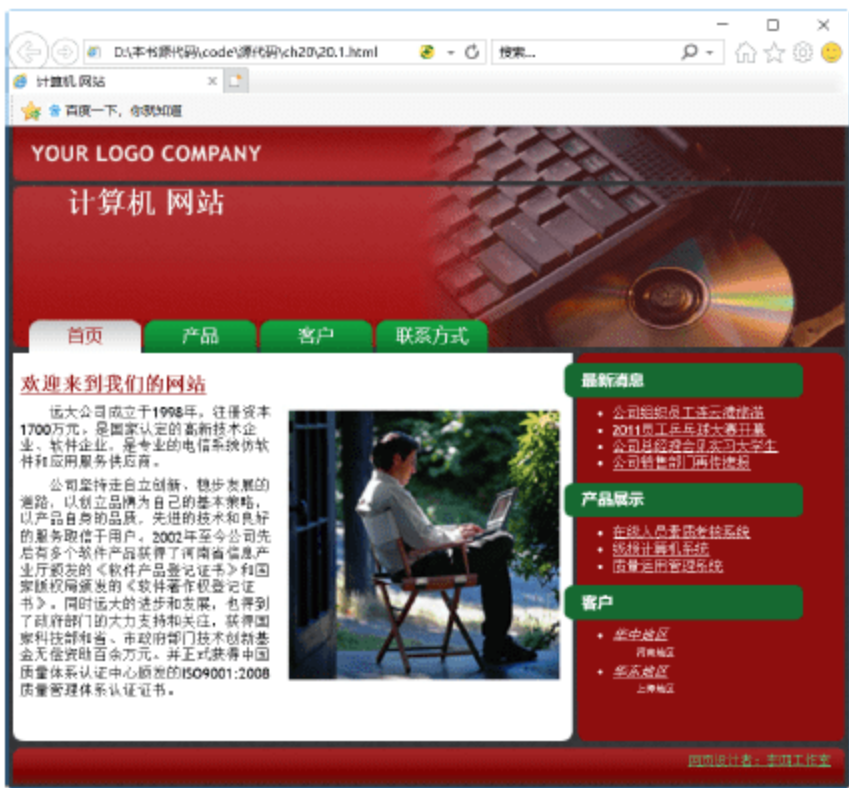 D:\本书源代码\code\源代码\ch20\20.1.html
搜索...
计算机 网站
百度一下，你就知道
YOUR LOGO COMPANY
计算机 网站
首页 产品 客户 联系方式
欢迎来到我们的网站
远大公司成立于1998年，注册资本
1700万元，是国家认定的高新技术企
业、软件企业，是专业的电信系统仿软
件和应用服务供应商。
公司坚持走自立创新、稳步发展的
道路，以创立品牌为自己的基本策略，
以产品自身的品质、先进的技术和良好
的服务取信于用户。2002年至今公司先
后有多个软件产品获得了河南省信息产
业厅颁发的《软件产品登记证书》和国
家版权局颁发的《软件著作权登记证
书》。同时远大的进步和发展，也得到
了政府部门的大力支持和关注，获得国
家科技部和省、市政府部门技术创新基
金无偿资助百余万元。并正式获得中国
质量体系认证中心颁发的ISO9001:2008
质量管理体系认证证书。
最新消息
公司组织员工连云港旅游
2011员工乒乓球大赛开幕
公司总经理会见实习大学生
公司销售部门再传捷报
产品展示
在线人员素质考核系统
计算机系统
质量运用管理系统
客户
华中地区
河南地区
华东地区
上海地区
网页设计者：工作室